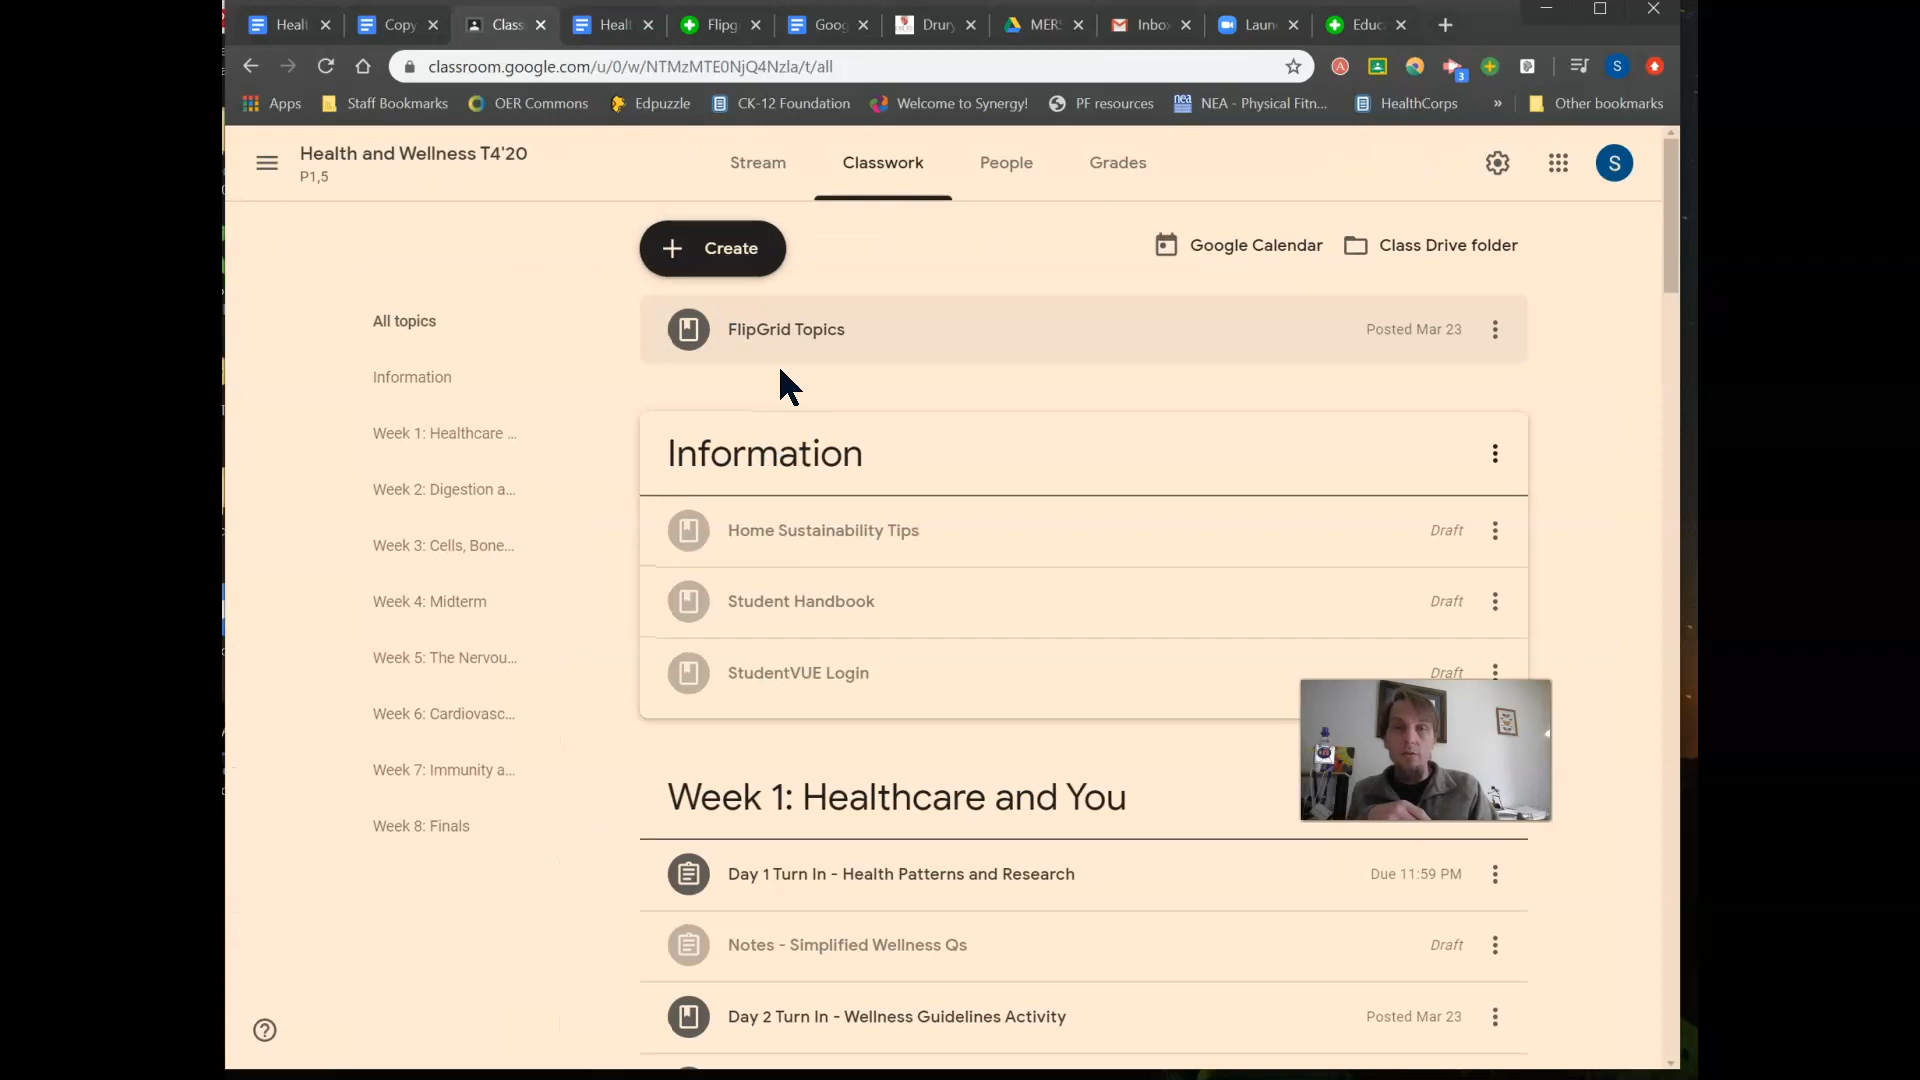 Healt
Copy
Class
Healt
Flipg
Goog
Drury
MERS
Inbo
Laun
Educ
classroom.google.com/u/0/w/NTMzMTE0NjQ4Nzla/t/all
3
S
Apps
Staff Bookmarks
OER Commons
Edpuzzle
CK-12 Foundation
Welcome to Synergy!
PF resources
nea
NEA - Physical Fitn...
HealthCorps
»
Other bookmarks
Health and Wellness T4'20
P1,5
Stream
Classwork
People
Grades
S
Create
Google Calendar
Class Drive folder
All topics
Information
Week 1: Healthcare ...
Week 2: Digestion a...
Week 3: Cells, Bone...
Week 4: Midterm
Week 5: The Nervou...
Week 6: Cardiovasc...
Week 7: Immunity a...
Week 8: Finals
FlipGrid Topics
Posted Mar 23
Information
Home Sustainability Tips
Draft
Student Handbook
Draft
StudentVUE Login
Draft
Week 1: Healthcare and You
Day 1 Turn In - Health Patterns and Research
Due 11:59 PM
Notes - Simplified Wellness Qs
Draft
Day 2 Turn In - Wellness Guidelines Activity
Posted Mar 23